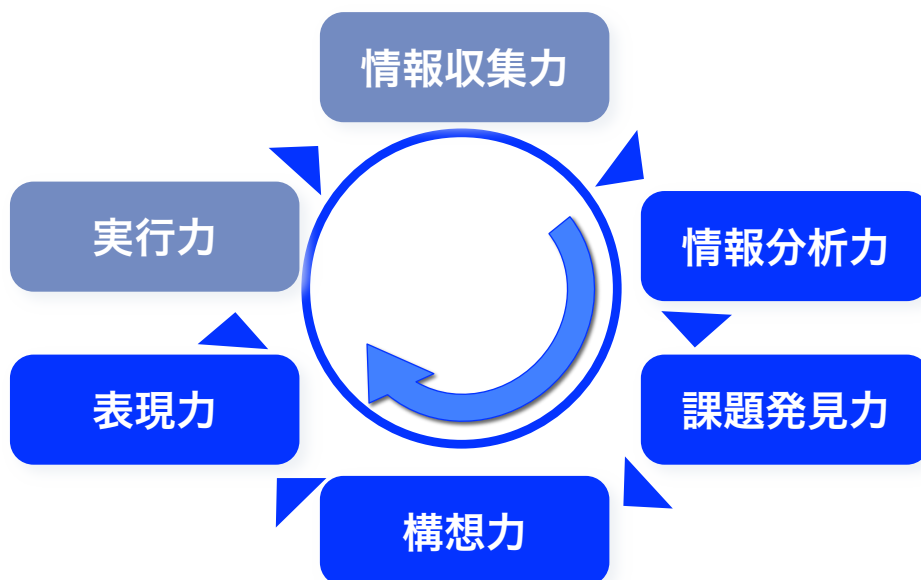 情報収集力
実行力
情報分析力
表現力
課題発見力
構想力